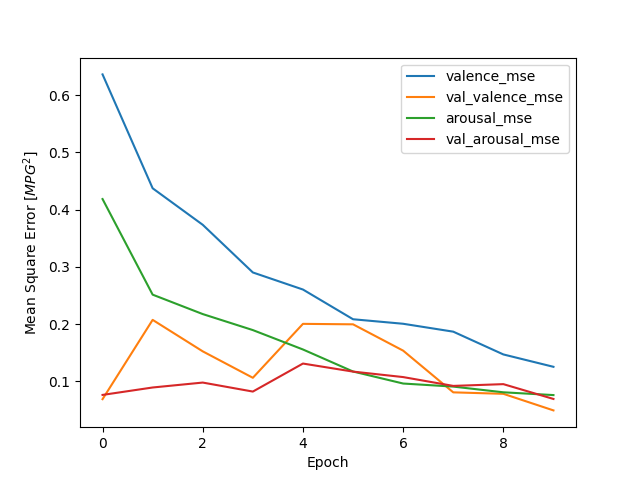 valence_mse
val_valence_mse
arousal_mse
val_arousal_mse
Mean Square Error [MPG²]
0.6
0.5
0.4
0.3
0.2
0.1
0 2 4 6 8
Epoch